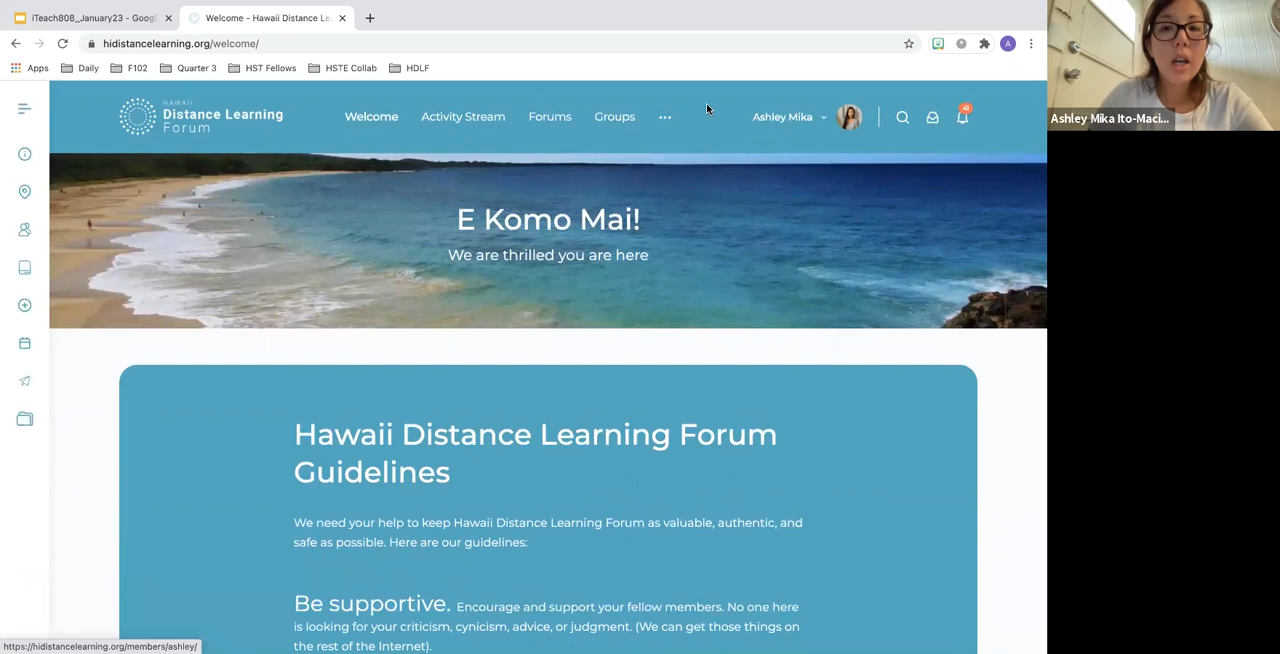 iTeach808_January23 - Googl
Welcome - Hawaii Distance Le
hidistancelearning.org/welcome/
A
Apps
Daily
F102
Quarter 3
HST Fellows
HSTE Collab
HDLF
HAWAII
Distance Learning
Forum
Welcome
Activity Stream
Forums
Groups
Ashley Mika
43
E Komo Mai!
We are thrilled you are here
Hawaii Distance Learning Forum
Guidelines
We need your help to keep Hawaii Distance Learning Forum as valuable, authentic, and
safe as possible. Here are our guidelines:
Be supportive. Encourage and support your fellow members. No one here
is looking for your criticism, cynicism, advice, or judgment. (We can get those things on
the rest of the Internet).
https://hidistancelearning.org/members/ashley/
Ashley Mika Ito-Maci...